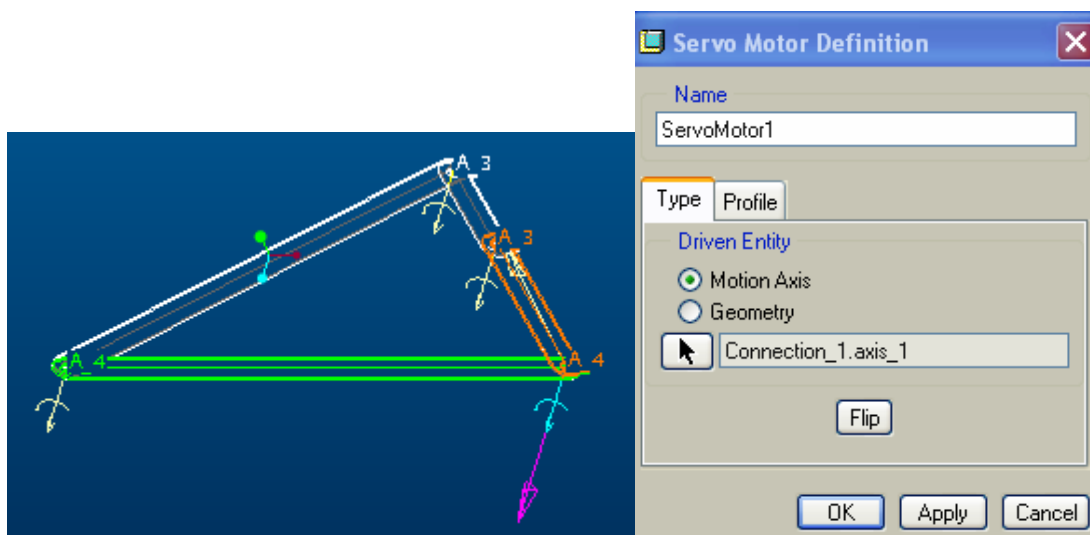 A_3
A_3
A_4
A_4
Servo Motor Definition
Name
ServoMotor1
Type Profile
Driven Entity
Motion Axis
Geometry
Connection_1.axis_1
Flip
OK Apply Cancel